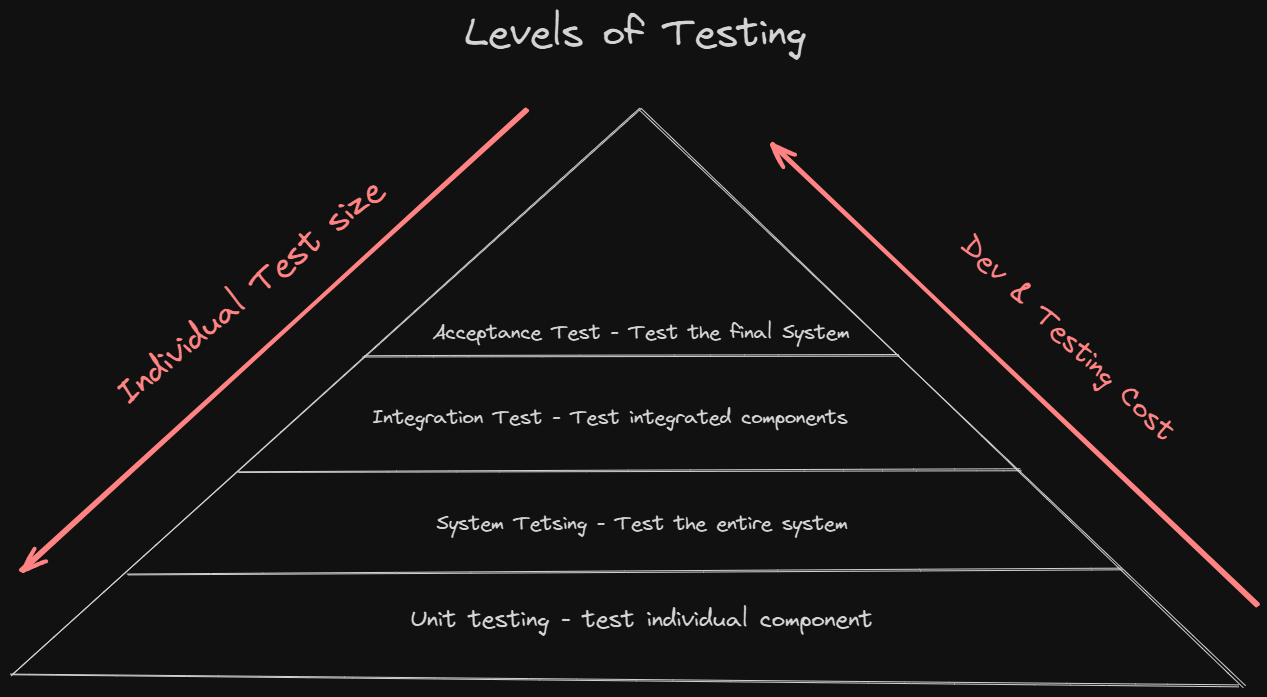 Levels of Testing
Individual Test size
Dev & Testing Cost
Acceptance Test - Test the final System
Integration Test - Test integrated components
System Tetsing - Test the entire system
Unit testing - test individual component